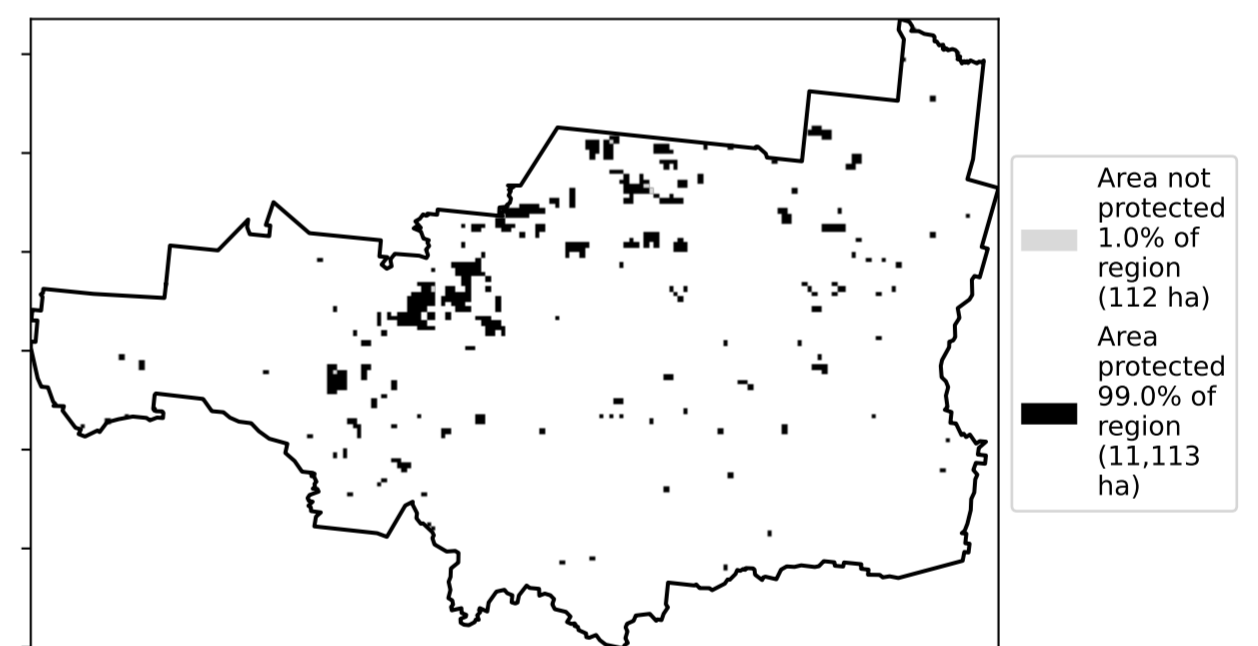 Area not
protected
1.0% of
region
(112 ha)
Area
protected
99.0% of
region
(11,113
ha)